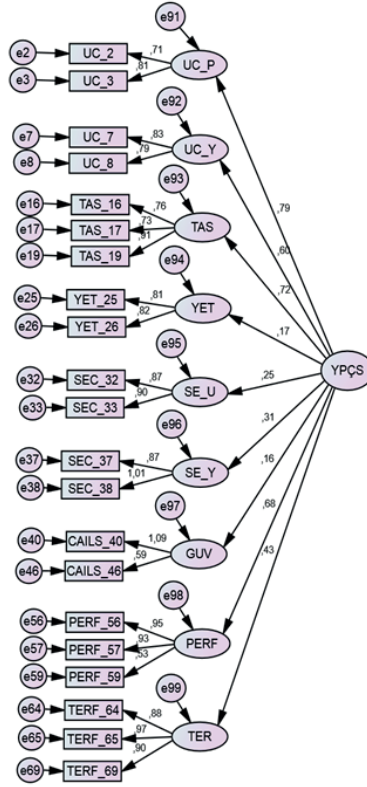 e91
e2 UC_2 ,71
UC_P
e3 UC_3 ,81
e92
e7 UC_7 ,83
UC_Y
e8 UC_8 ,79
,79
e93
e16 TAS_16 ,76
,60
e17 TAS_17 ,73
TAS
e19 TAS_19 ,91
,72
e94
e25 YET_25 ,81
YET
e26 YET_26 ,82
,17
e95
YPÇS
e32 SEC_32 ,87
,25
SE_U
e33 SEC_33 ,90
e96
,31
e37 SEC_37 ,87
SE_Y
e38 SEC_38 1,01
,16
e97
,68
e40 CAILS_40 1,09
,43
GUV
e46 CAILS_46 ,59
e98
e56 PERF_56 ,95
e57 PERF_57 ,93
PERF
e59 PERF_59 ,53
e99
e64 TERF_64 ,88
e65 TERF_65 ,97
TER
e69 TERF_69 ,90